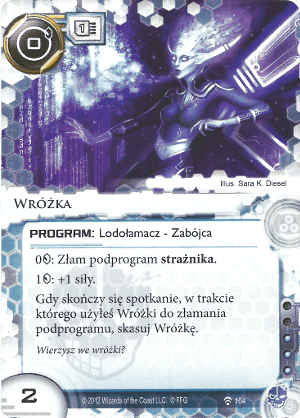 1
Illus. Sara K. Diesel
WRÓŻKA
PROGRAM: Lodołamacz - Zabójca
0: Złam podprogram strażnika.
1: +1 siły.
Gdy skończy się spotkanie, w trakcie
którego użyłeś Wróżki do złamania
podprogramu, skasuj Wróżkę.
Wierzysz we wróżki?
2
©2012 Wizards of the Coast LLC. © FFG
104